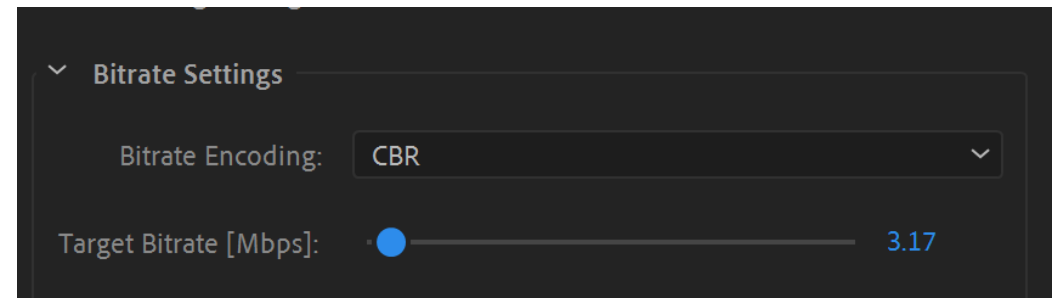 Bitrate Settings
Bitrate Encoding: CBR
Target Bitrate [Mbps]: 3.17